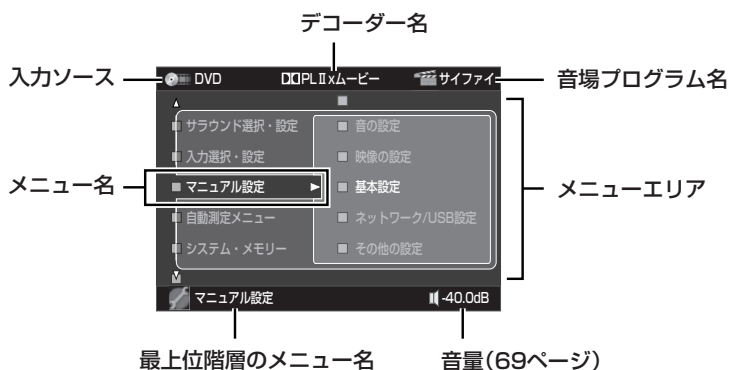 デコーダー名
入力ソース
DVD
PLⅡxムービー
サイファイ
音場プログラム名
サラウンド選択・設定
音の設定
入力選択・設定
映像の設定
メニュー名
マニュアル設定
基本設定
メニューエリア
自動測定メニュー
ネットワーク/USB設定
システム・メモリー
その他の設定
マニュアル設定
-40.0dB
最上位階層のメニュー名
音量(69ページ)